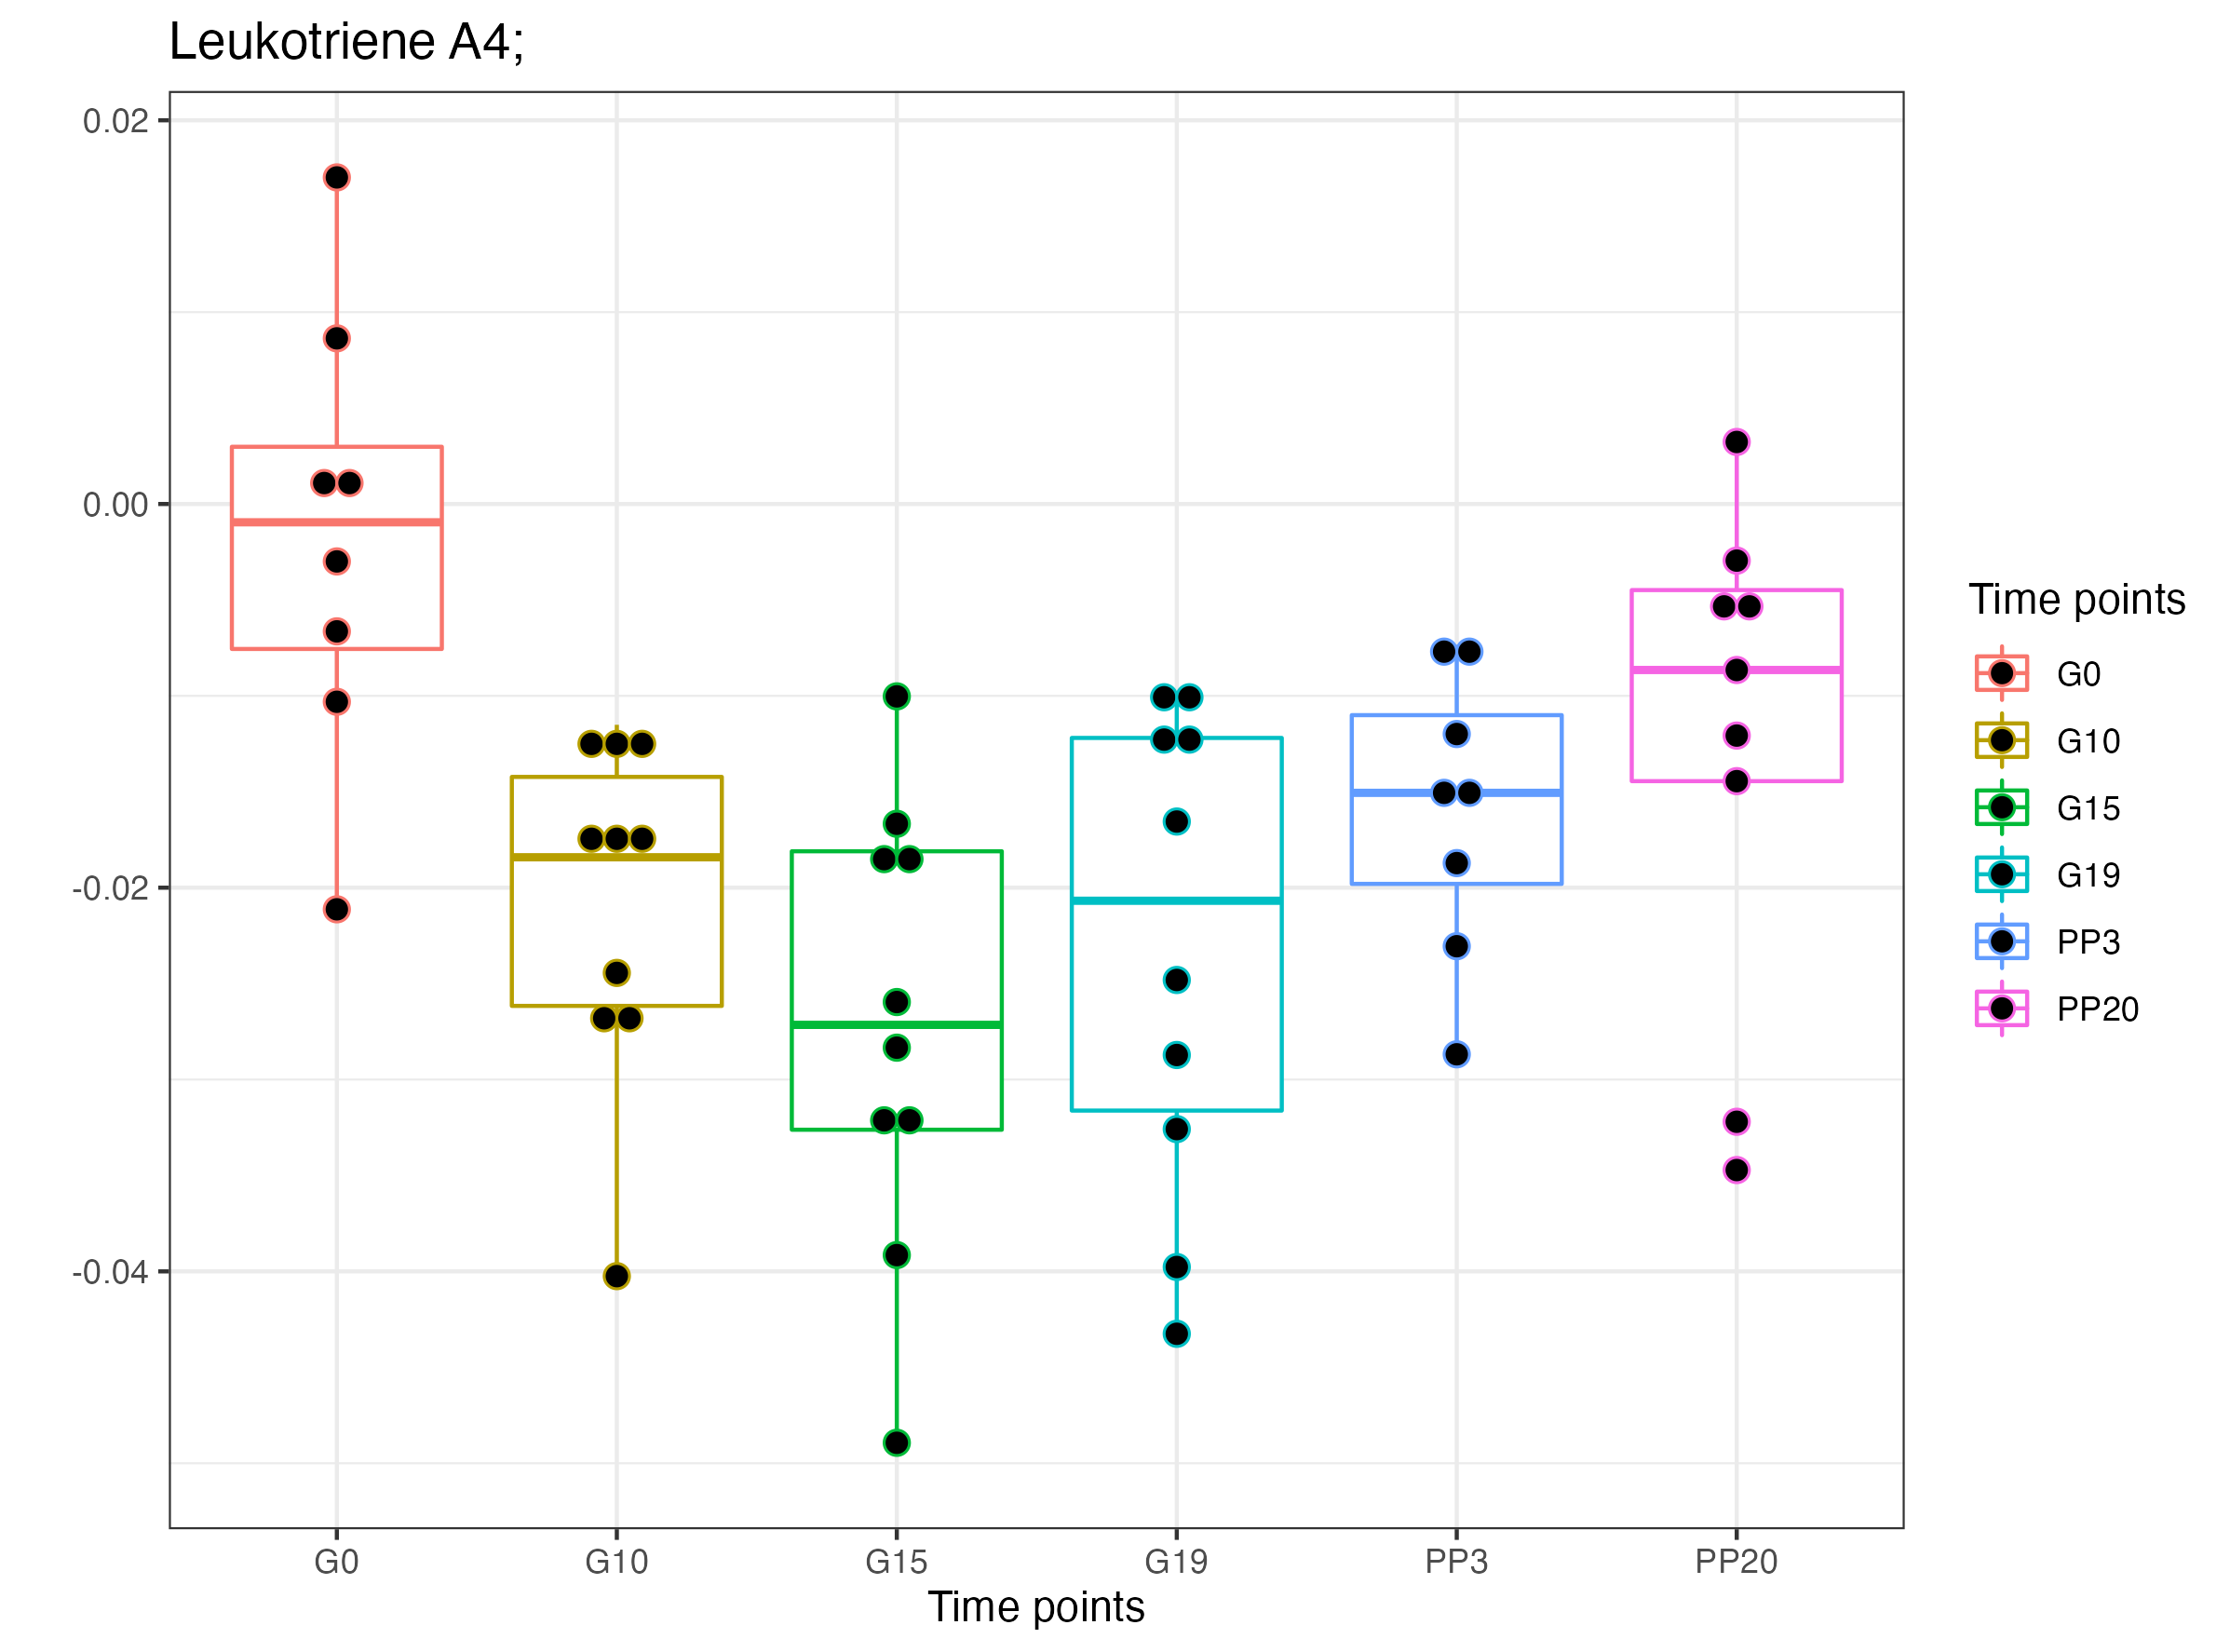 Leukotriene A4;
0.02
0.00
-0.02
-0.04
G0 G10 G15 G19 PP3 PP20
Time points
Time points
G0
G10
G15
G19
PP3
PP20